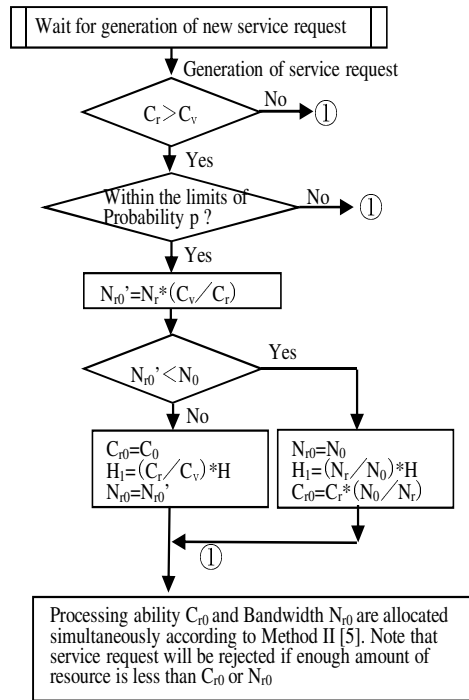 Wait for generation of new service request
Generation of service request
Cr＞Cv
No
①
Yes
Within the limits of
Probability p ?
No
①
Yes
Nr0'=Nr*(Cv／Cr)
Nr0'＜N0
Yes
No
Cr0=C0
H1=(Cr／Cv)*H
Nr0=Nr0'
Nr0=N0
H1=(Nr／N0)*H
Cr0=Cr*(N0／Nr)
①
Processing ability Cr0 and Bandwidth Nr0 are allocated
simultaneously according to Method II [5]. Note that
service request will be rejected if enough amount of
resource is less than Cr0 or Nr0